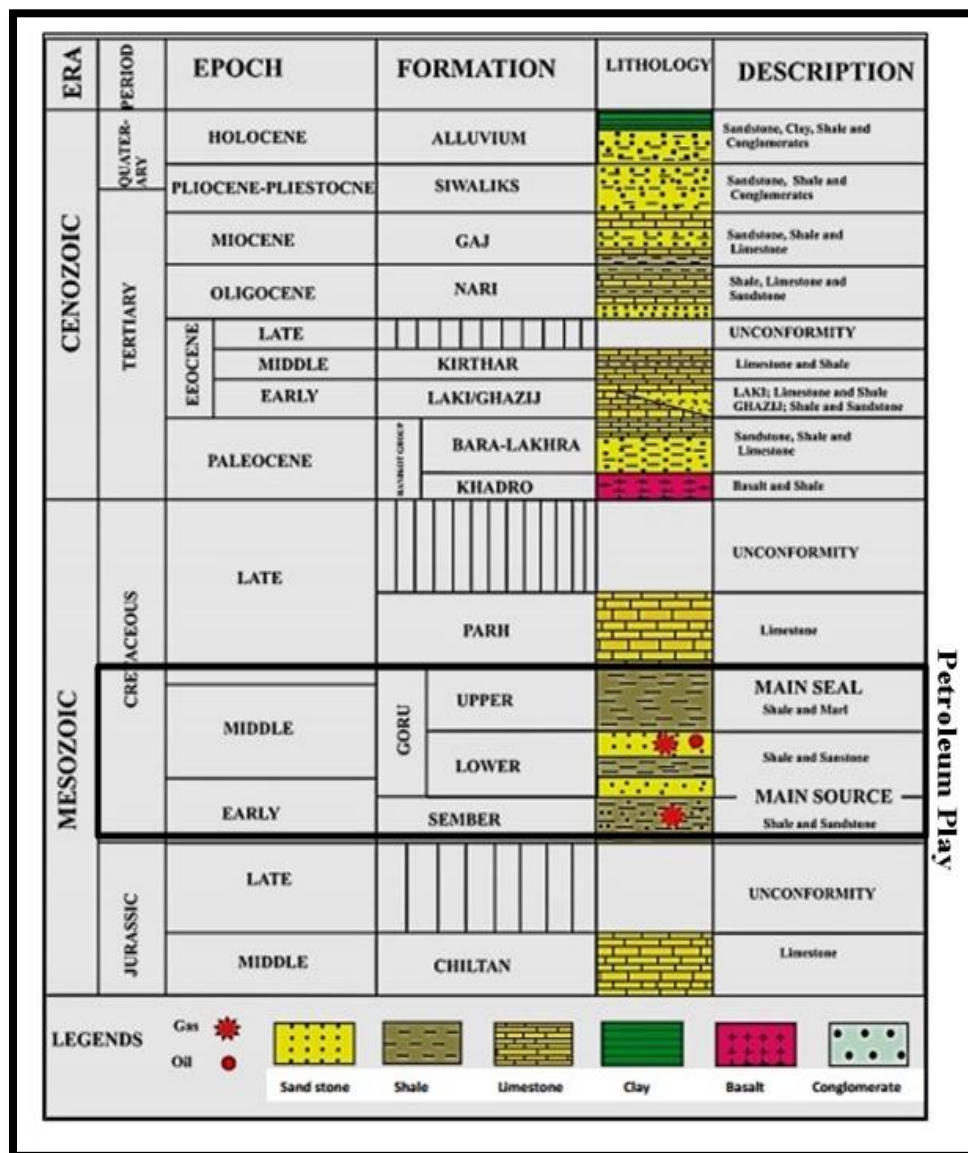 ERA
PERIOD
EPOCH
FORMATION
LITHOLOGY
DESCRIPTION
CENOZOIC
QUATER-
ARY
HOLOCENE
ALLUVIUM
Sandstone, Clay, Shale and
Conglomerates
PLIOCENE-PLIESTOCNE
SIWALIKS
Sandstone, Shale and
Conglomerates
TERTIARY
MIOCENE
GAJ
Sandstone, Shale and
Limestone
OLIGOCENE
NARI
Shale, Limestone and
Sandstone
EEOCENE
LATE
UNCONFORMITY
MIDDLE
KIRTHAR
Limestone and Shale
EARLY
LAKI/GHAZIJ
LAKI; Limestone and Shale
GHAZIJ; Shale and Sandstone
PALEOCENE
GROUP
BARA-LAKHRA
Sandstone, Shale and
Limestone
KHADRO
Basalt and Shale
MESOZOIC
CRETACEOUS
LATE
UNCONFORMITY
PARH
Limestone
MIDDLE
GORU
UPPER
MAIN SEAL
Shale and Marl
LOWER
Shale and Sanstone
EARLY
SEMBER
MAIN SOURCE
Shale and Sandstone
Petroleum Play
JURASSIC
LATE
UNCONFORMITY
MIDDLE
CHILTAN
Limestone
LEGENDS
Gas
Oil
Sand stone
Shale
Limestone
Clay
Basalt
Conglomerate